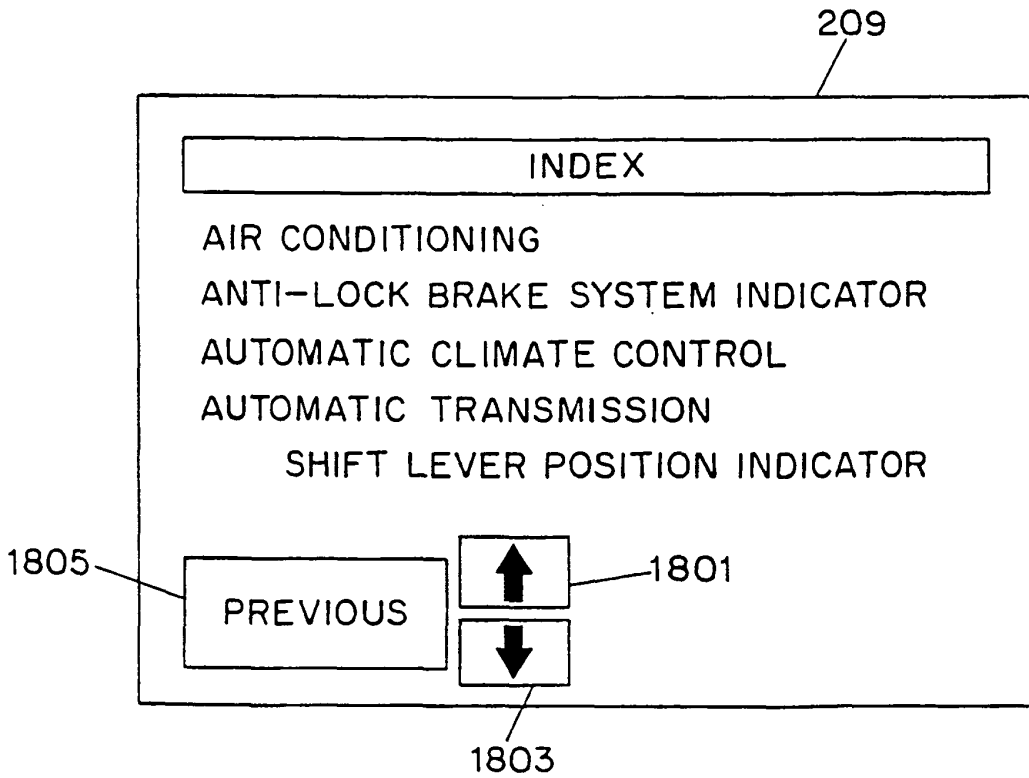 209
INDEX
AIR CONDITIONING
ANTI-LOCK BRAKE SYSTEM INDICATOR
AUTOMATIC CLIMATE CONTROL
AUTOMATIC TRANSMISSION
SHIFT LEVER POSITION INDICATOR
1805
PREVIOUS
1801
1803